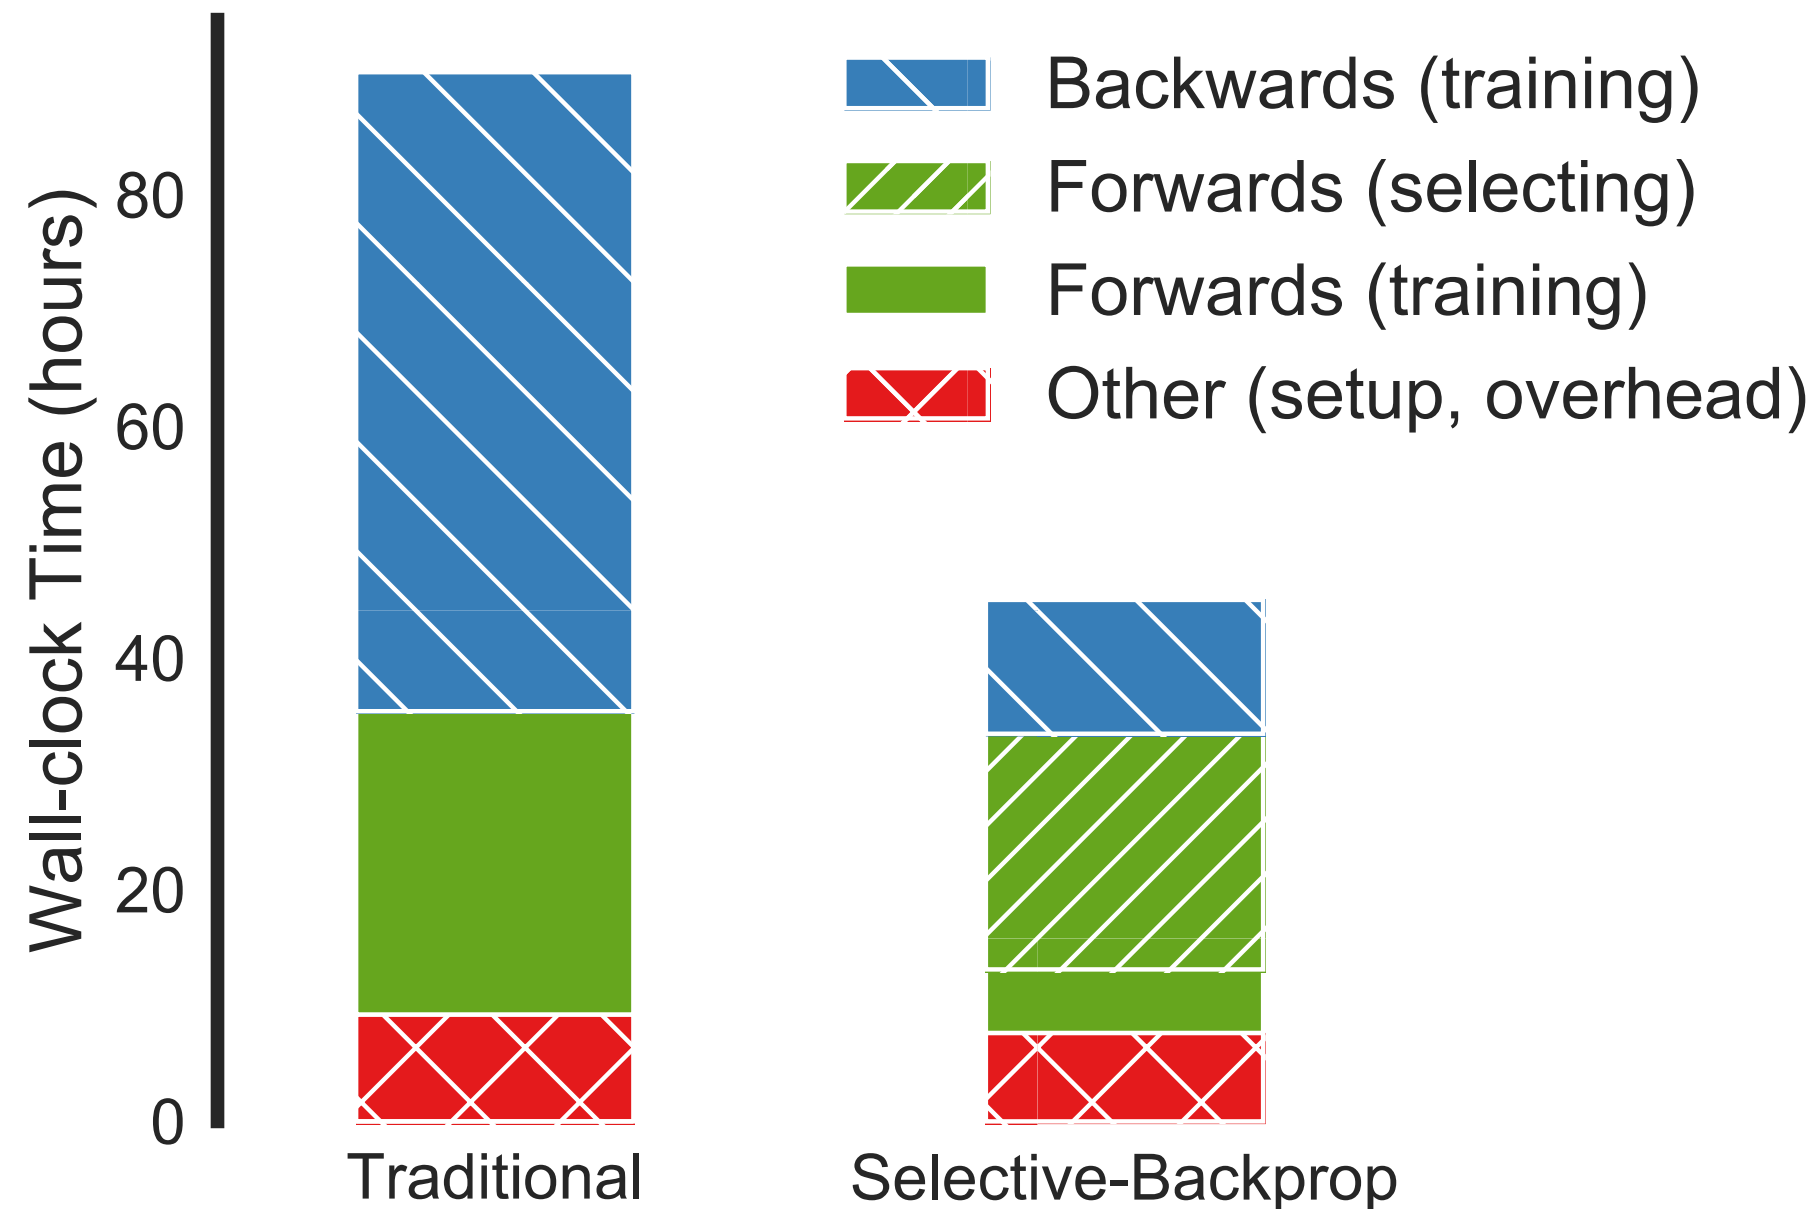 Wall-clock Time (hours)
80
60
40
20
0
Backwards (training)
Forwards (selecting)
Forwards (training)
Other (setup, overhead)
Traditional
Selective-Backprop